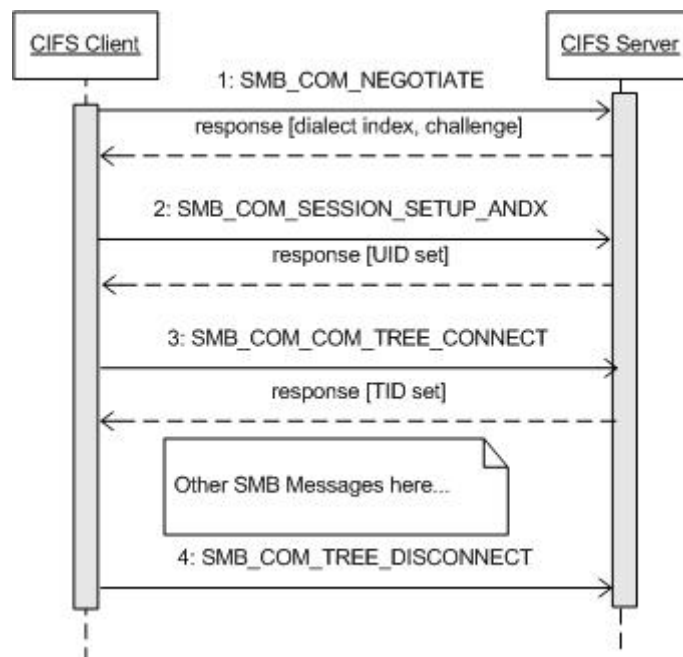 CIFS Client
CIFS Server
1: SMB_COM_NEGOTIATE
response [dialect index, challenge]
2: SMB_COM_SESSION_SETUP_ANDX
response [UID set]
3: SMB_COM_COM_TREE_CONNECT
response [TID set]
Other SMB Messages here...
4: SMB_COM_TREE_DISCONNECT